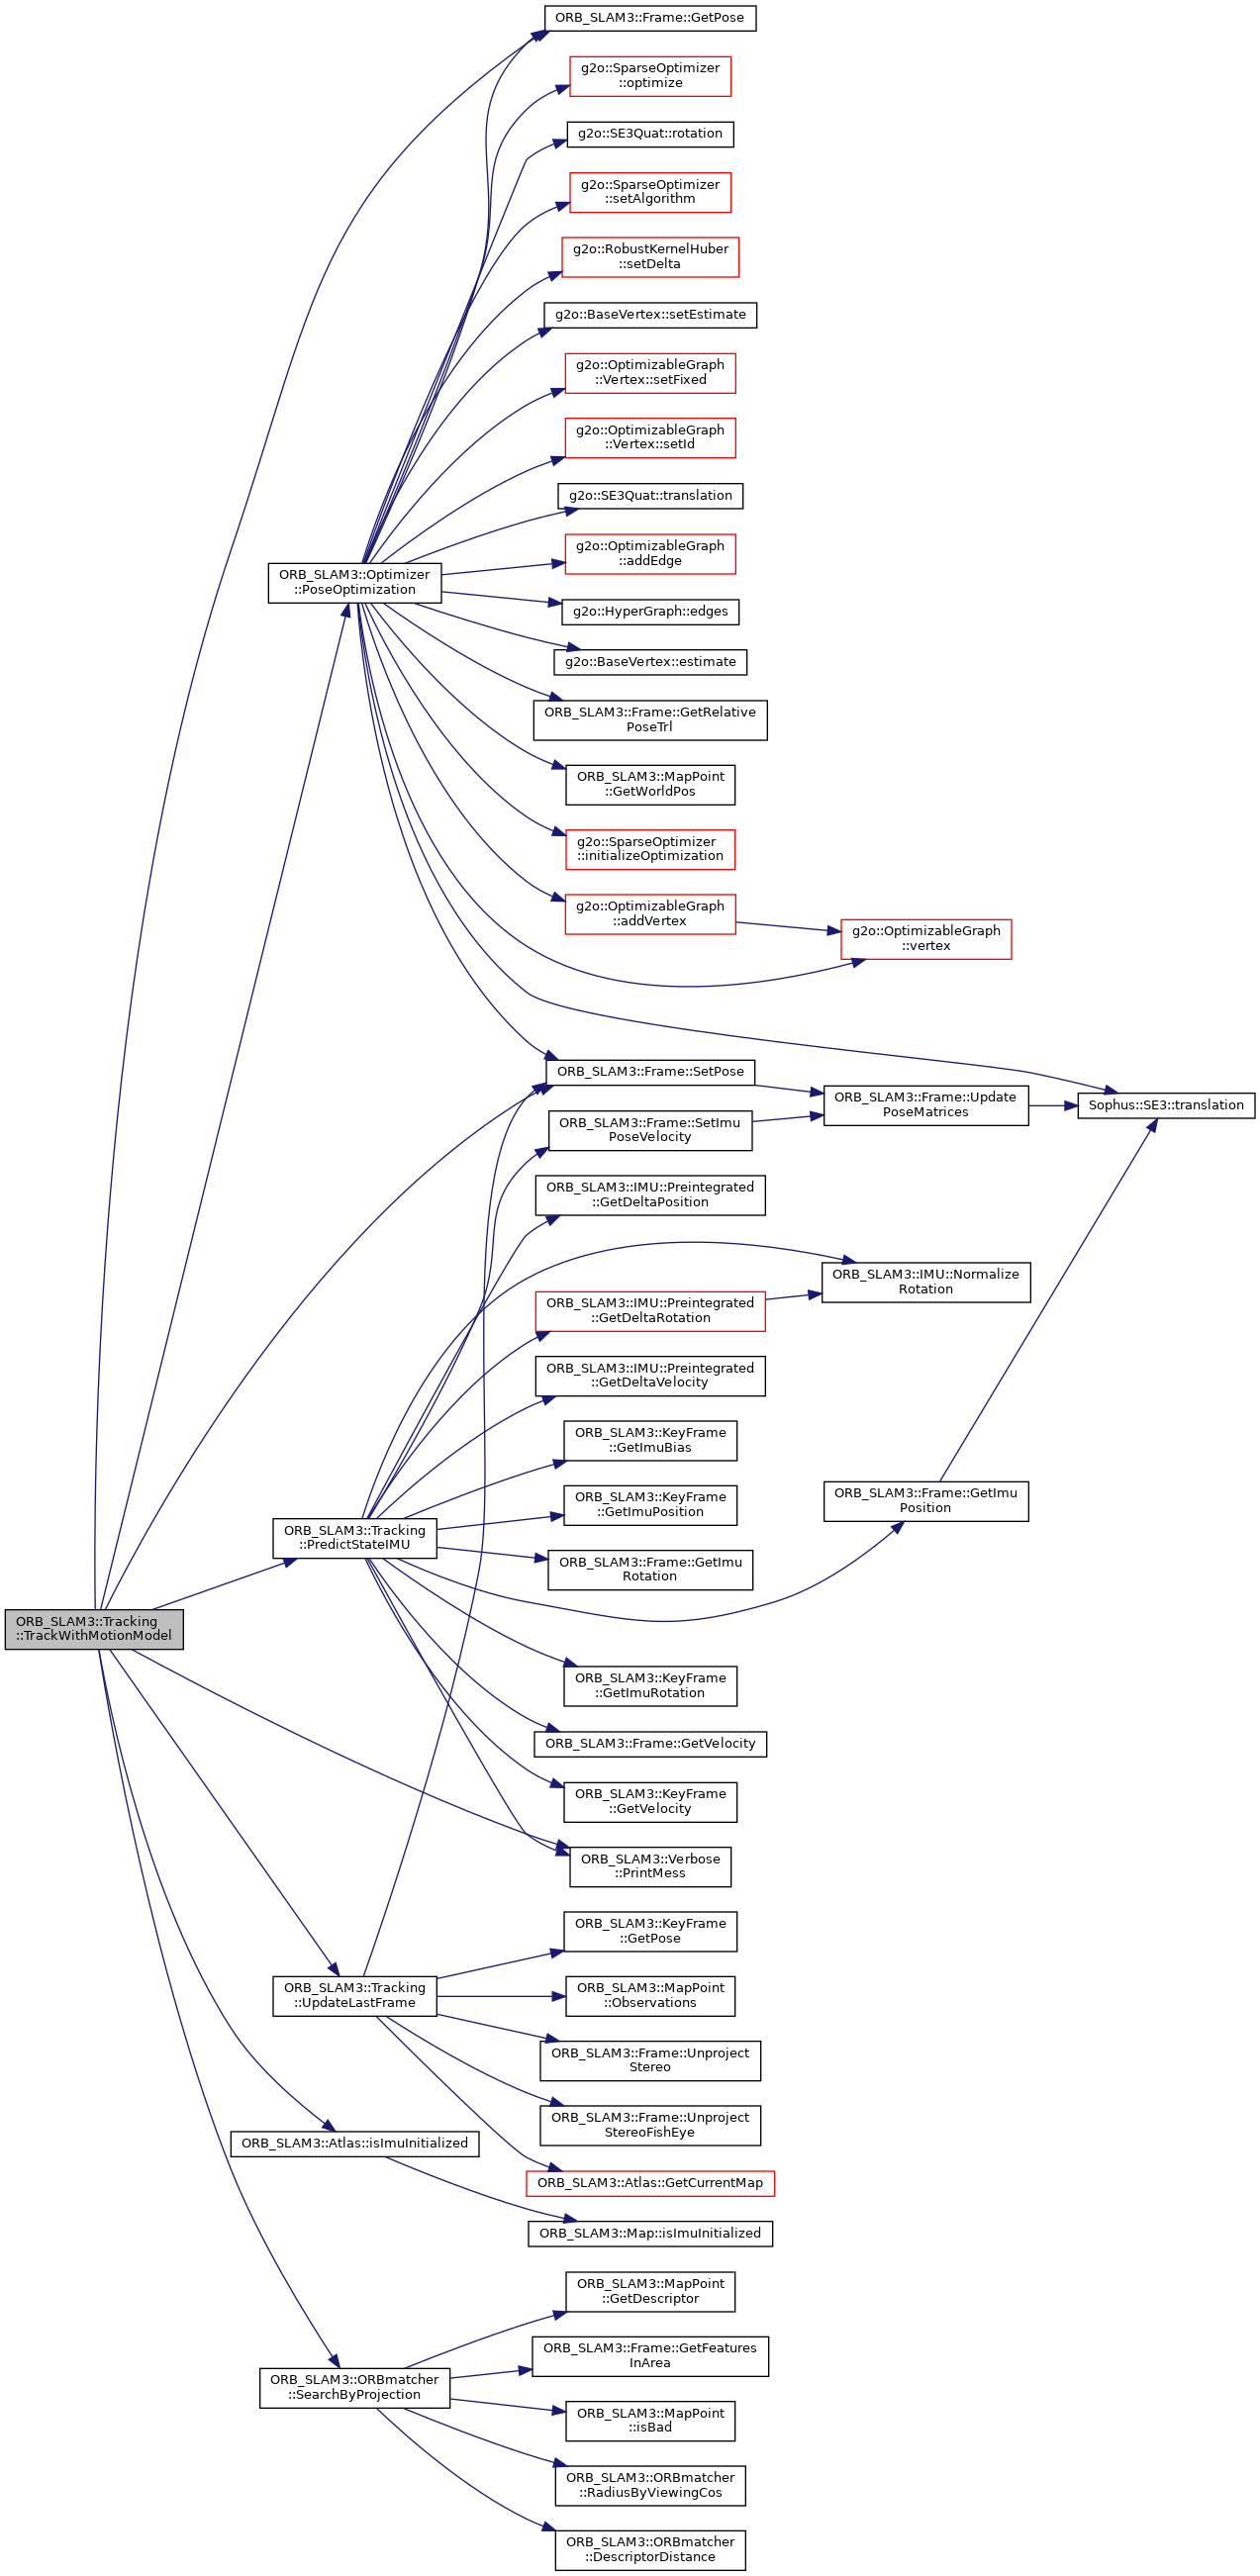 ORB_SLAM3::Frame::GetPose
g2o::SparseOptimizer
::optimize
g2o::SE3Quat::rotation
g2o::SparseOptimizer
::setAlgorithm
g2o::RobustKernelHuber
::setDelta
g2o::BaseVertex::setEstimate
g2o::OptimizableGraph
::Vertex::setFixed
g2o::OptimizableGraph
::Vertex::setId
g2o::SE3Quat::translation
g2o::OptimizableGraph
::addEdge
ORB_SLAM3::Optimizer
::PoseOptimization
g2o::HyperGraph::edges
g2o::BaseVertex::estimate
ORB_SLAM3::Frame::GetRelative
PoseTrl
ORB_SLAM3::MapPoint
::GetWorldPos
g2o::SparseOptimizer
::initializeOptimization
g2o::OptimizableGraph
::addVertex
g2o::OptimizableGraph
::vertex
ORB_SLAM3::Frame::SetPose
ORB_SLAM3::Frame::Update
PoseMatrices
Sophus::SE3::translation
ORB_SLAM3::Frame::SetImu
PoseVelocity
ORB_SLAM3::IMU::Preintegrated
::GetDeltaPosition
ORB_SLAM3::IMU::Normalize
Rotation
ORB_SLAM3::IMU::Preintegrated
::GetDeltaRotation
ORB_SLAM3::IMU::Preintegrated
::GetDeltaVelocity
ORB_SLAM3::KeyFrame
::GetImuBias
ORB_SLAM3::KeyFrame
::GetImuPosition
ORB_SLAM3::Frame::GetImu
Position
ORB_SLAM3::Tracking
::PredictStateIMU
ORB_SLAM3::Frame::GetImu
Rotation
ORB_SLAM3::Tracking
::TrackWithMotionModel
ORB_SLAM3::KeyFrame
::GetImuRotation
ORB_SLAM3::Frame::GetVelocity
ORB_SLAM3::KeyFrame
::GetVelocity
ORB_SLAM3::Verbose
::PrintMess
ORB_SLAM3::KeyFrame
::GetPose
ORB_SLAM3::Tracking
::UpdateLastFrame
ORB_SLAM3::MapPoint
::Observations
ORB_SLAM3::Frame::Unproject
Stereo
ORB_SLAM3::Frame::Unproject
StereoFishEye
ORB_SLAM3::Atlas::isImuInitialized
ORB_SLAM3::Atlas::GetCurrentMap
ORB_SLAM3::Map::isImuInitialized
ORB_SLAM3::MapPoint
::GetDescriptor
ORB_SLAM3::Frame::GetFeatures
InArea
ORB_SLAM3::ORBmatcher
::SearchByProjection
ORB_SLAM3::MapPoint
::isBad
ORB_SLAM3::ORBmatcher
::RadiusByViewingCos
ORB_SLAM3::ORBmatcher
::DescriptorDistance